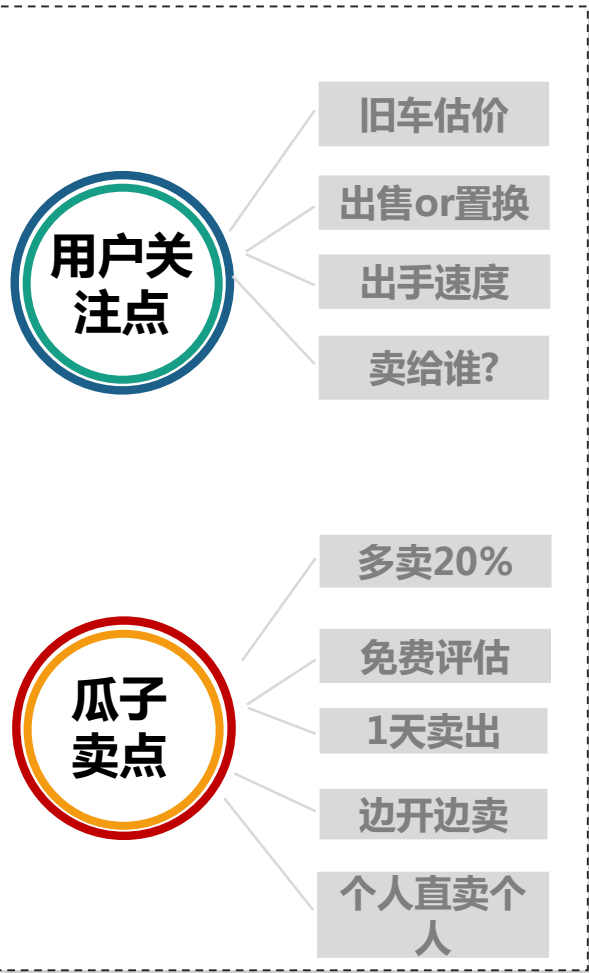 用户关
注点
旧车估价
出售or置换
出手速度
卖给谁?
瓜子
卖点
多卖20%
免费评估
1天卖出
边开边卖
个人直卖个
人